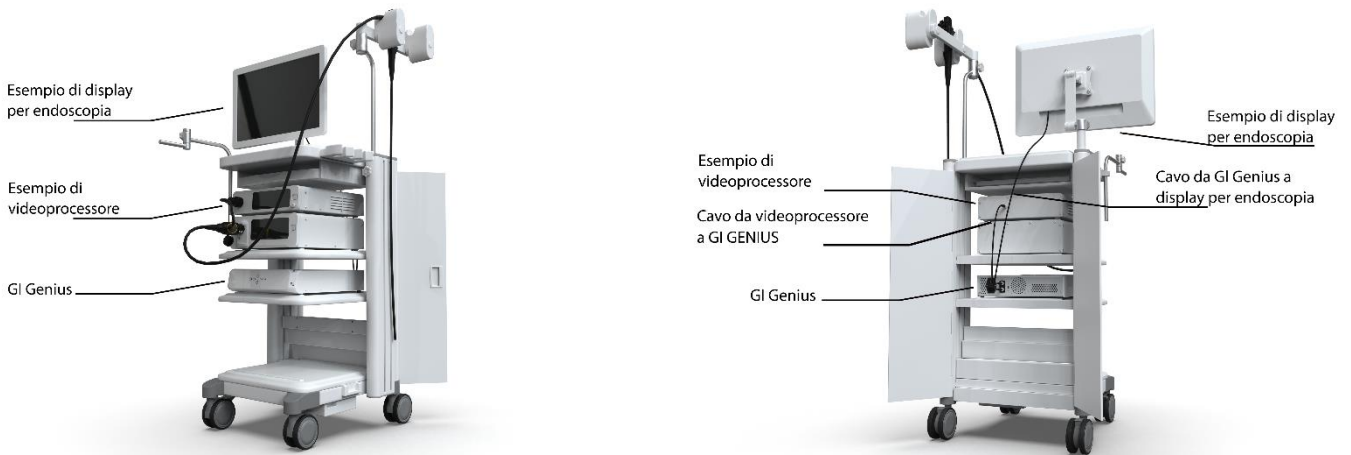 Esempio di display
per endoscopia
Esempio di
videoprocessore
GI Genius
Esempio di display
per endoscopia
Esempio di
videoprocessore
Cavo da GI Genius a
display per endoscopia
Cavo da videoprocessore
a GI GENIUS
GI Genius